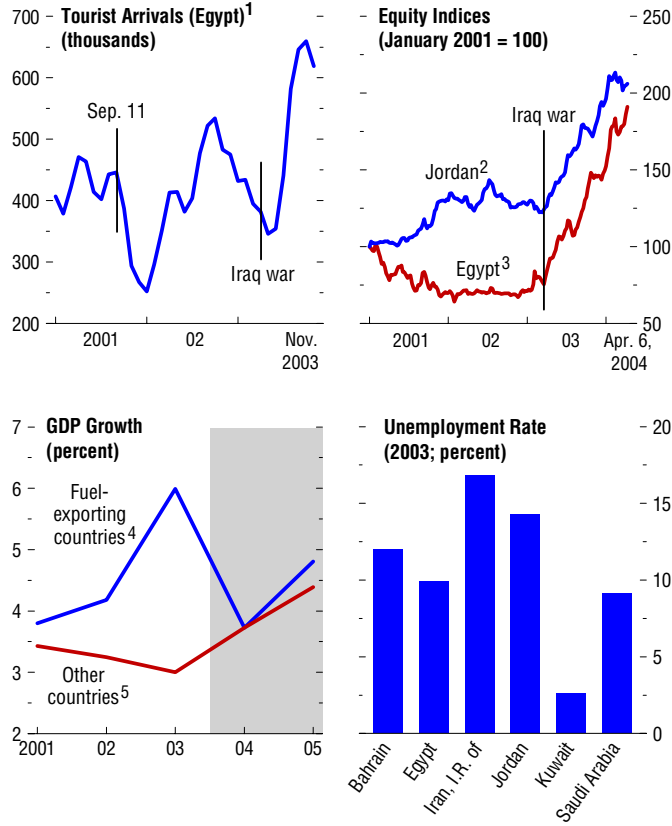 Tourist Arrivals (Egypt)1
(thousands)
700
600
500
400
300
200
Sep. 11
Iraq war
2001
02
Nov.
2003
Equity Indices
(January 2001 = 100)
250
200
150
100
50
Iraq war
Jordan2
Egypt3
2001
02
03
Apr. 6,
2004
GDP Growth
(percent)
7
6
5
4
3
2
Fuel-
exporting
countries4
Other
countries5
2001
02
03
04
05
Unemployment Rate
(2003; percent)
20
15
10
5
0
Bahrain
Egypt
Iran, I.R. of
Jordan
Kuwait
Saudi Arabia